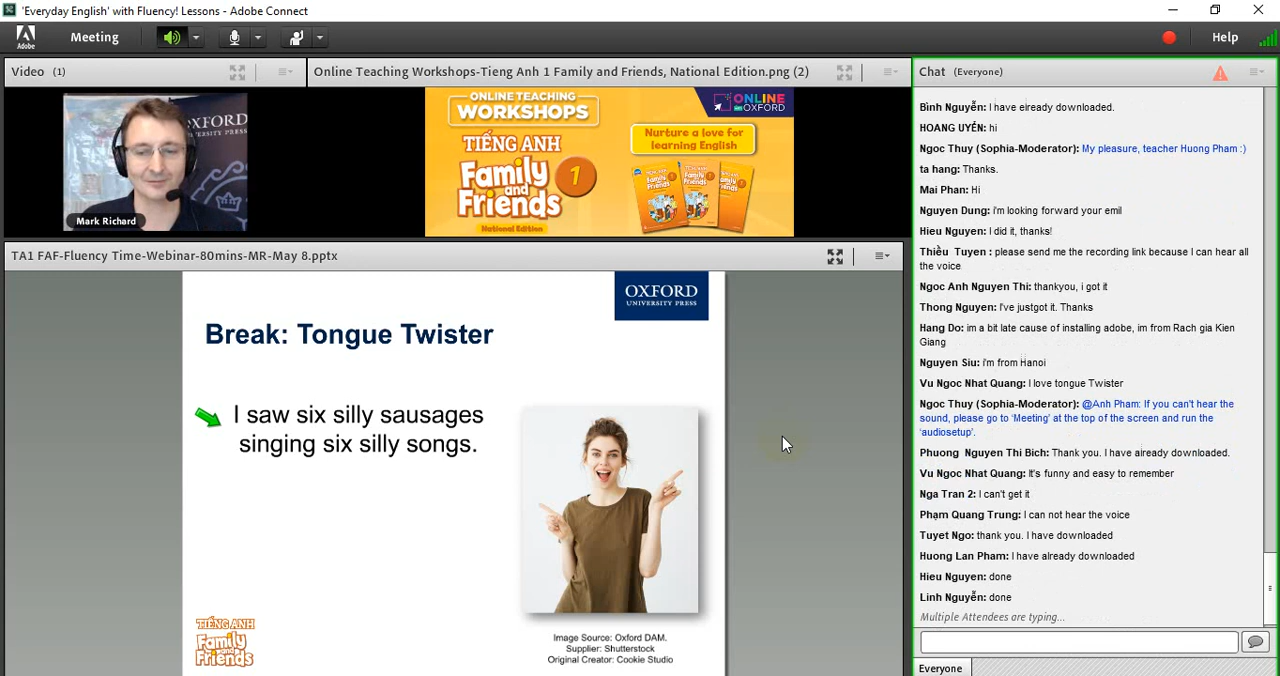 'Everyday English' with Fluency! Lessons - Adobe Connect
Adobe
Meeting
Help
Video (1)
Online Teaching Workshops-Tieng Anh 1 Family and Friends, National Edition.png (2)
Chat (Everyone)
OXFORD
UNIVERSITY PRESS
Mark Richard
ONLINE TEACHING
WORKSHOPS
TIẾNG ANH
Family
and
Friends
1
National Edition
ONLINE
OXFORD
Nurture a love for
learning English
TA1 FAF-Fluency Time-Webinar-80mins-MR-May 8.pptx
OXFORD
UNIVERSITY PRESS
Break: Tongue Twister
I saw six silly sausages
singing six silly songs.
TIẾNG ANH
Family
and
Friends
Image Source: Oxford DAM.
Supplier: Shutterstock
Original Creator: Cookie Studio
Bình Nguyễn: I have eiready downloaded.
HOANG UYÊN: hi
Ngoc Thuy (Sophia-Moderator): My pleasure, teacher Huong Pham :)
ta hang: Thanks.
Mai Phan: Hi
Nguyen Dung: i'm looking forward your emil
Hieu Nguyen: I did it, thanks!
Thiều Tuyen : please send me the recording link because I can hear all
the voice
Ngoc Anh Nguyen Thi: thankyou, i got it
Thong Nguyen: I've justgot it. Thanks
Hang Do: im a bit late cause of installing adobe, im from Rach gia Kien
Giang
Nguyen Siu: i'm from Hanoi
Vu Ngoc Nhat Quang: I love tongue Twister
Ngoc Thuy (Sophia-Moderator): @Anh Pham: If you can't hear the
sound, please go to 'Meeting' at the top of the screen and run the
'audiosetup'.
Phuong Nguyen Thi Bich: Thank you. I have already downloaded.
Vu Ngoc Nhat Quang: It's funny and easy to remember
Nga Tran 2: I can't get it
Phạm Quang Trung: I can not hear the voice
Tuyet Ngo: thank you. I have downloaded
Huong Lan Pham: I have already downloaded
Hieu Nguyen: done
Linh Nguyễn: done
Multiple Attendees are typing...
Everyone